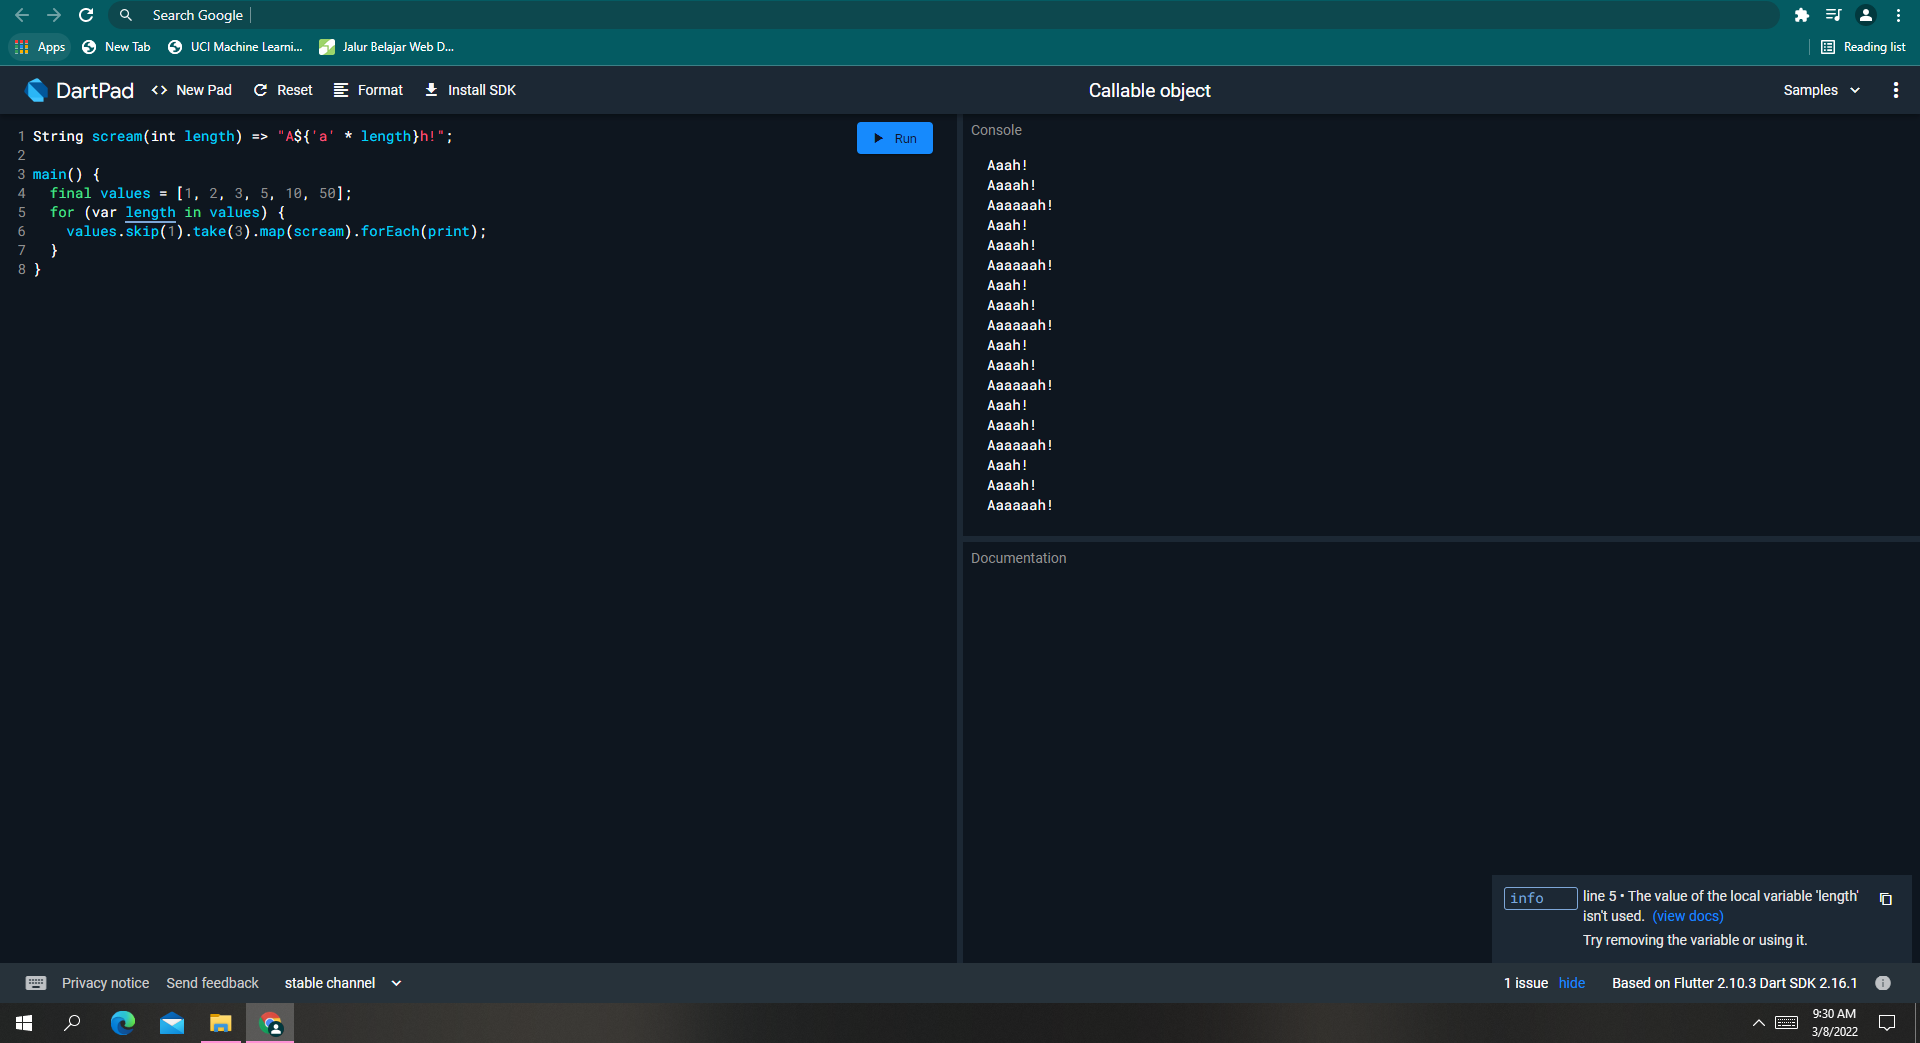 Search Google
Apps New Tab UCI Machine Learni... Jalur Belajar Web D... Reading list
DartPad <> New Pad Reset Format Install SDK Callable object Samples
1 String scream(int length) => "A${'a' * length}h!";
2
3 main() {
4 final values = [1, 2, 3, 5, 10, 50];
5 for (var length in values) {
6 values.skip(1).take(3).map(scream).forEach(print);
7 }
8 }
Run
Console
Aaah!
Aaaah!
Aaaaaah!
Aaah!
Aaaah!
Aaaaaah!
Aaah!
Aaaah!
Aaaaaah!
Aaah!
Aaaah!
Aaaaaah!
Aaah!
Aaaah!
Aaaaaah!
Aaah!
Aaaah!
Aaaaaah!
Documentation
info line 5 • The value of the local variable 'length'
isn't used. (view docs)
Try removing the variable or using it.
Privacy notice Send feedback stable channel 1 issue hide Based on Flutter 2.10.3 Dart SDK 2.16.1
9:30 AM
3/8/2022